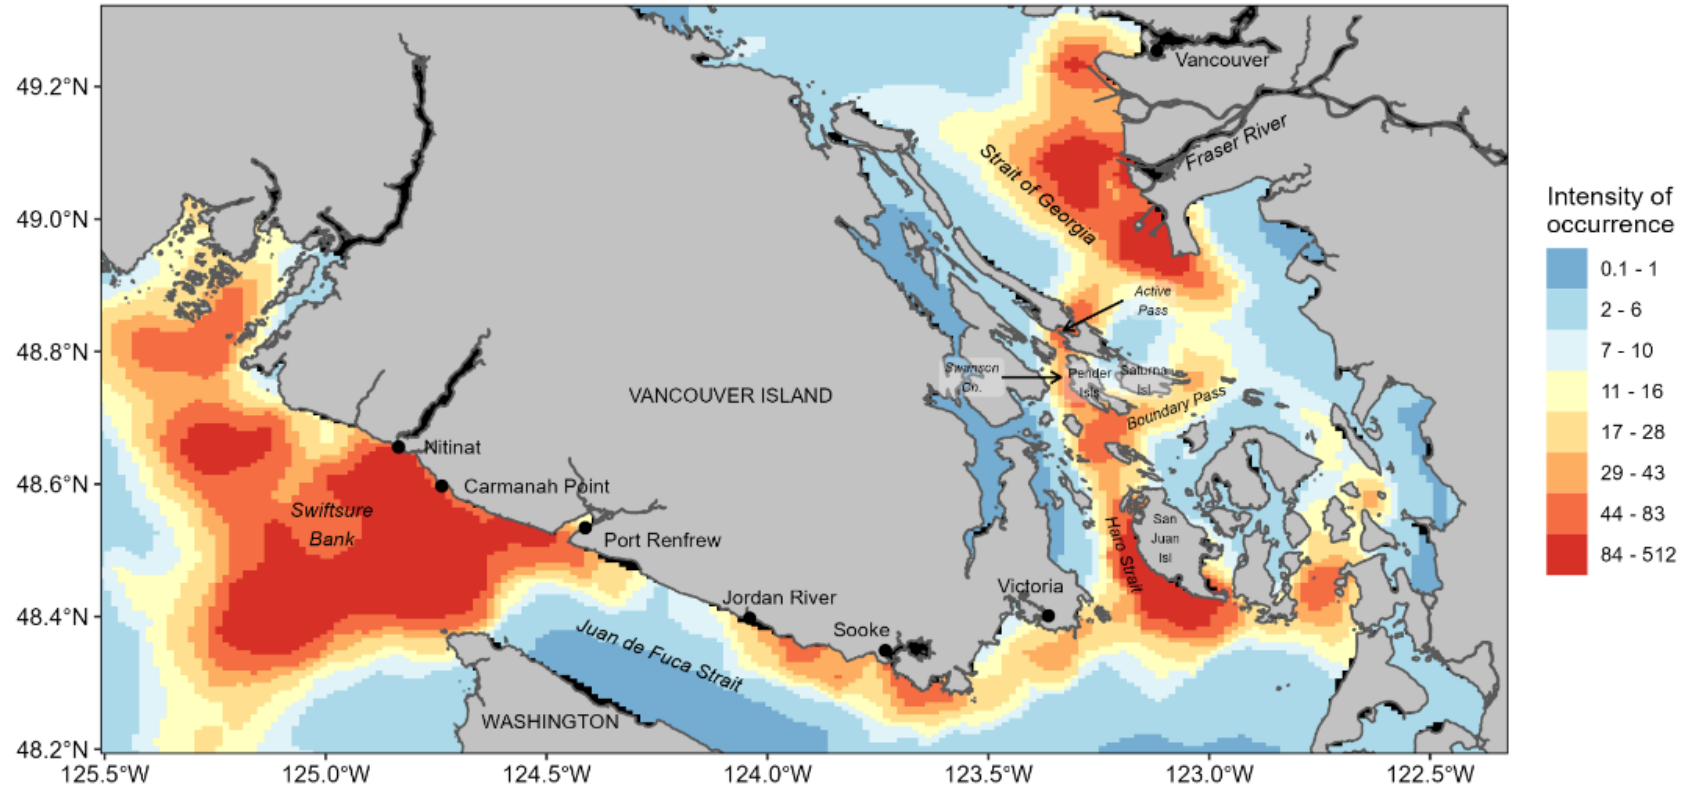 49.2°N
49.0°N
48.8°N
48.6°N
48.4°N
48.2°N
125.5°W
125.0°W
124.5°W
124.0°W
123.5°W
123.0°W
122.5°W
Vancouver
Fraser River
Strait of Georgia
Active
Pass
Swanson
Ch.
Pender
Isls
Saturna
Isl
Boundary Pass
VANCOUVER ISLAND
Nitinat
Carmanah Point
Swiftsure
Bank
Port Renfrew
San
Juan
Isl
Haro Strait
Victoria
Jordan River
Sooke
Juan de Fuca Strait
WASHINGTON
Intensity of
occurrence
0.1 - 1
2 - 6
7 - 10
11 - 16
17 - 28
29 - 43
44 - 83
84 - 512